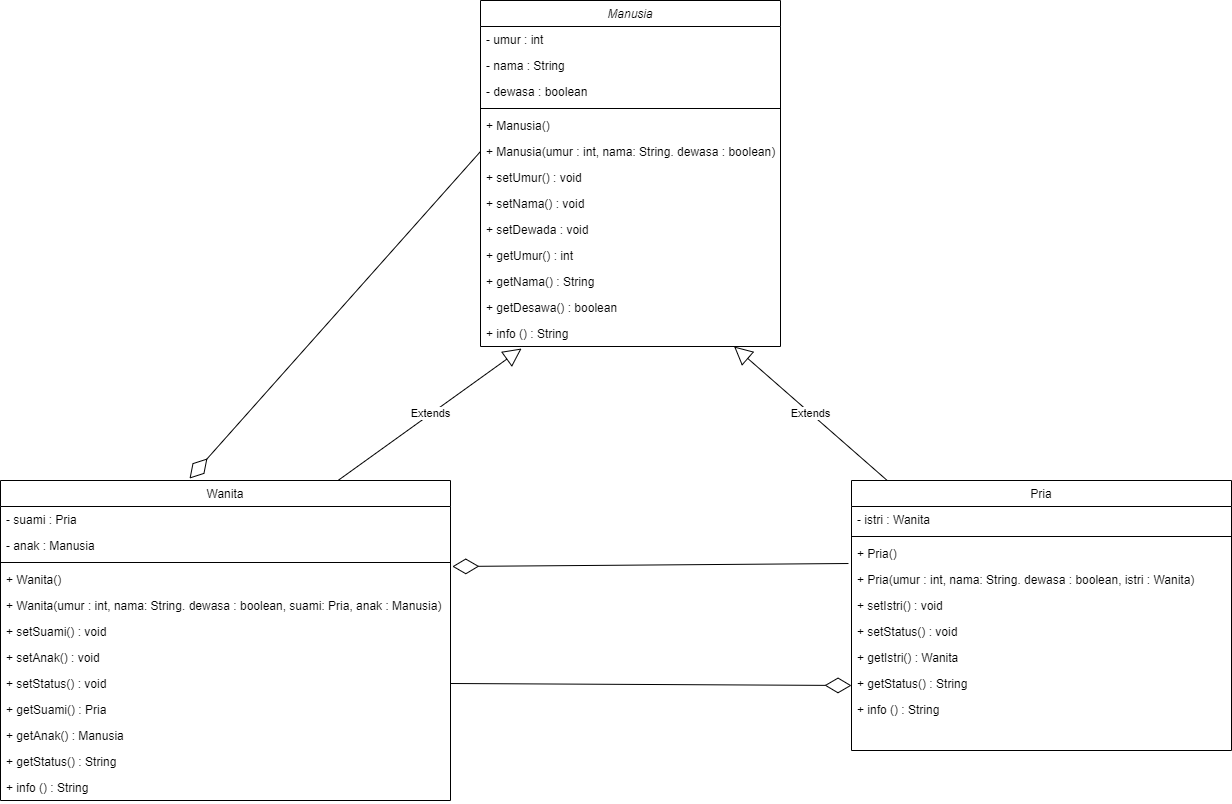 Manusia
- umur : int
- nama : String
- dewasa : boolean
+ Manusia()
+ Manusia(umur : int, nama: String. dewasa : boolean)
+ setUmur() : void
+ setNama() : void
+ setDewada : void
+ getUmur() : int
+ getNama() : String
+ getDesawa() : boolean
+ info () : String
Extends
Extends
Wanita
- suami : Pria
- anak : Manusia
+ Wanita()
+ Wanita(umur : int, nama: String. dewasa : boolean, suami: Pria, anak : Manusia)
+ setSuami() : void
+ setAnak() : void
+ setStatus() : void
+ getSuami() : Pria
+ getAnak() : Manusia
+ getStatus() : String
+ info () : String
Pria
- istri : Wanita
+ Pria()
+ Pria(umur : int, nama: String. dewasa : boolean, istri : Wanita)
+ setIstri() : void
+ setStatus() : void
+ getIstri() : Wanita
+ getStatus() : String
+ info () : String